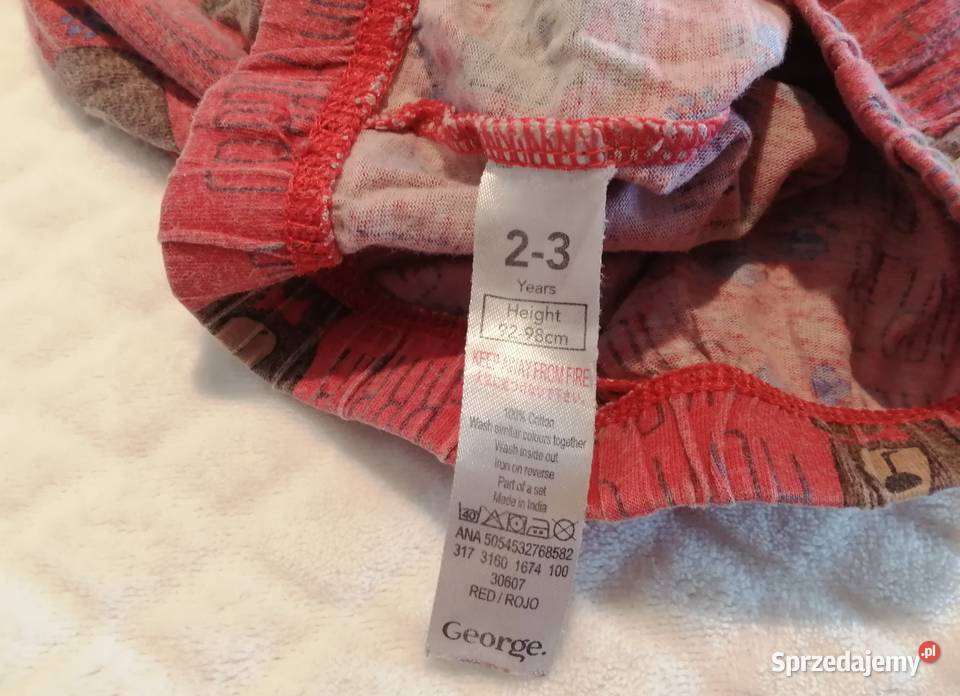 2-3
Years
Height
92-98cm
KEEP AWAY FROM FIRE
100% Cotton
Wash similar colours together
Wash inside out
Iron on reverse
Part of a set
Made in India
40
ANA 5054532768582
317 3160 1674 100
30607
RED / ROJO
George.
Sprzedajemy.pl